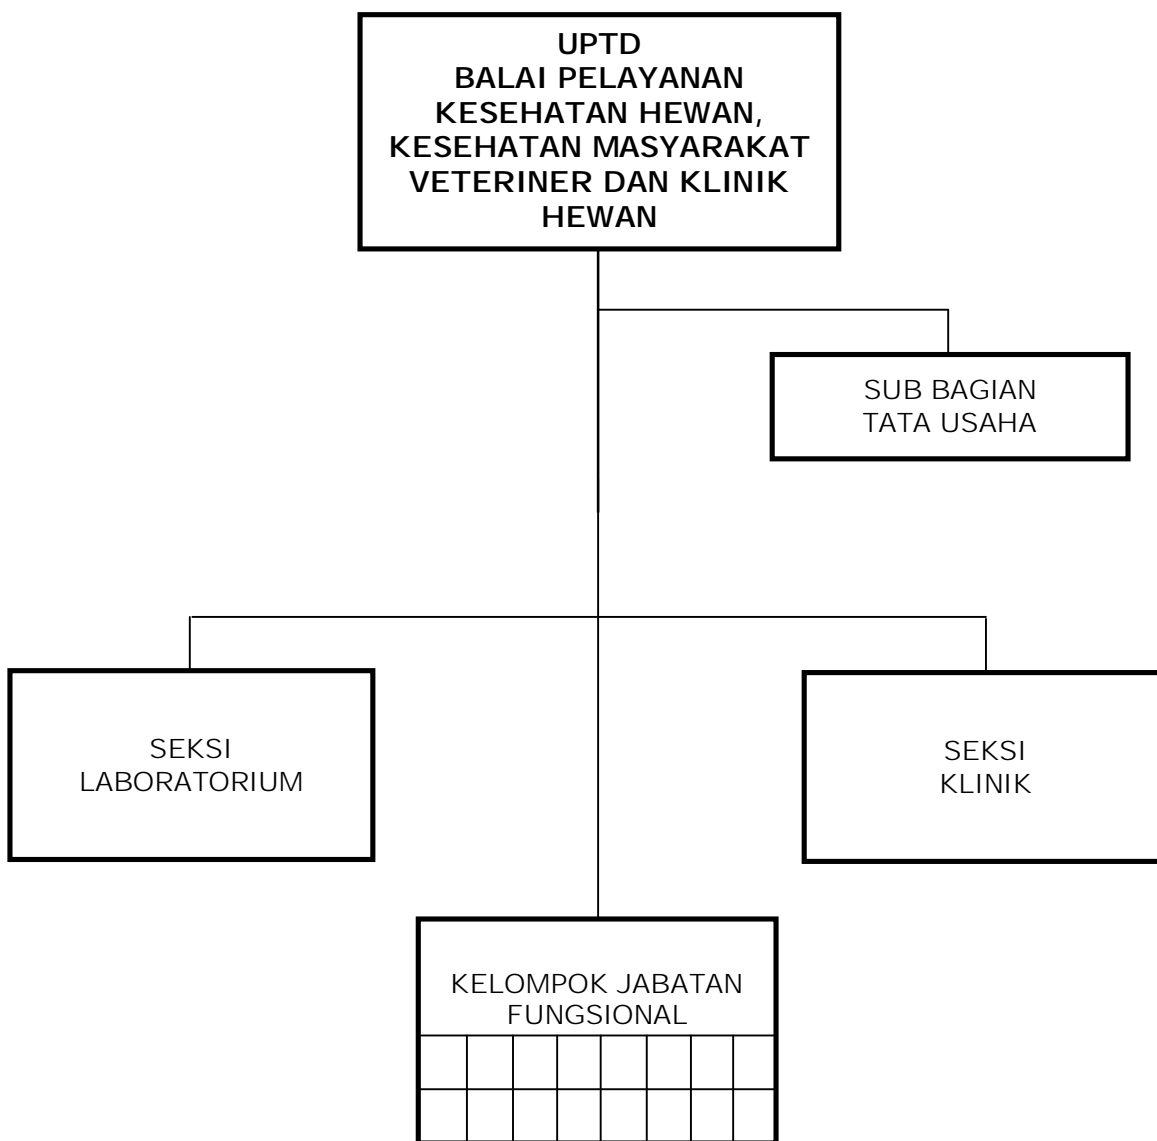 UPTD
BALAI PELAYANAN
KESEHATAN HEWAN,
KESEHATAN MASYARAKAT
VETERINER DAN KLINIK
HEWAN
SUB BAGIAN
TATA USAHA
SEKSI
LABORATORIUM
SEKSI
KLINIK
KELOMPOK JABATAN
FUNGSIONAL